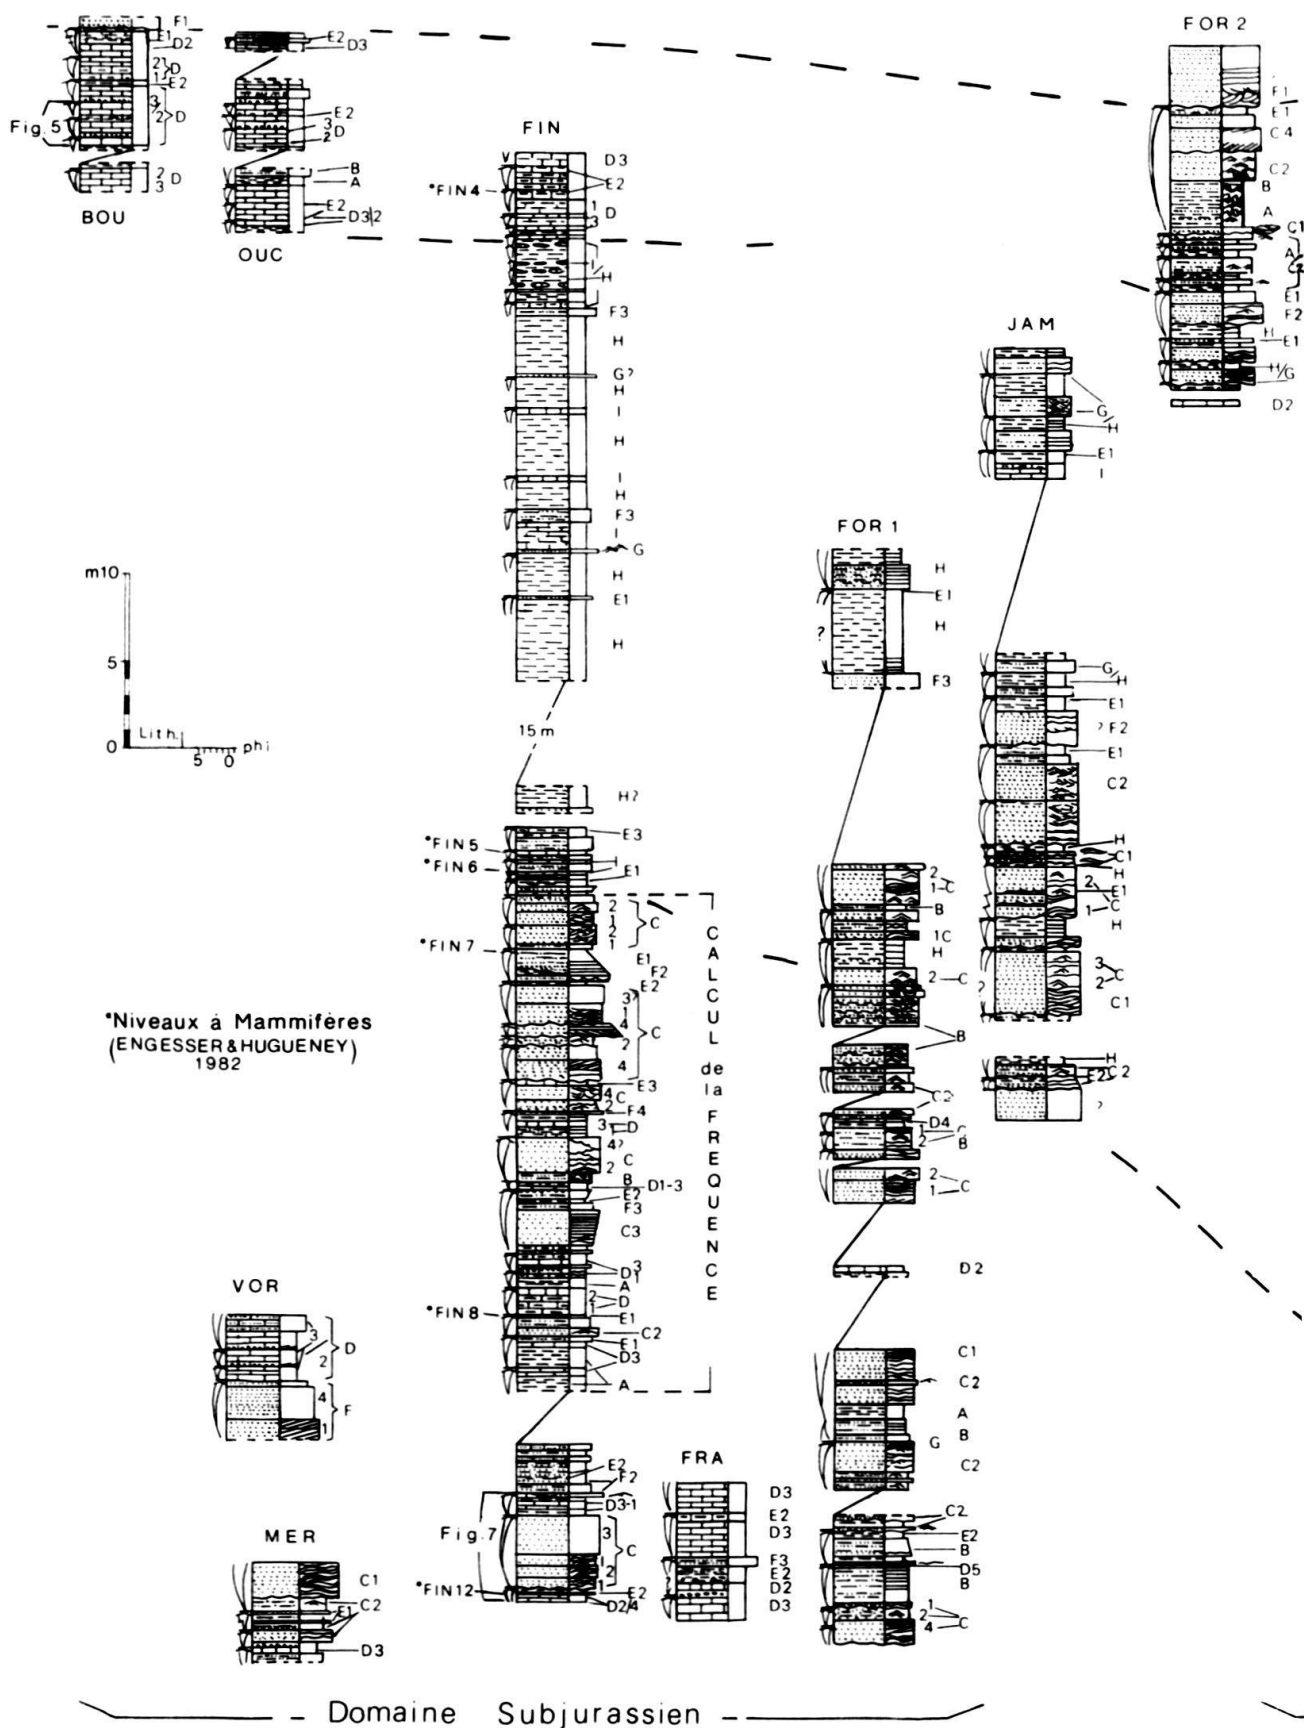 F1
E1
D2
2
D
1
E2
3
2
D
Fig.5
2
D
3
BOU
E2
D3
E2
3
D
2
B
A
E2
D3/2
OUC
FIN
D3
E2
°FIN4
1
D
3
I
/
H
F3
H
G?
H
I
H
I
H
F3
I
G
H
E1
H
15 m
H?
°FIN5
°FIN6
E3
I
E1
2
1
2
1
C
°FIN7
E1
F2
E2
3
1
4
2
4
C
E3
4
C
2
F4
3
D
1
4?
C
2
B
D1-3
E2
F3
C3
3
D1
A
2
D
1
°FIN8
E1
C2
E1
D3
A
CALCUL de la FREQUENCE
E2
F2
D3-1
Fig.7
3
C
1
2
1
°FIN12
E2
D2/4
m10
5
0
Lith.
5 0 phi
°Niveaux à Mammifères
(ENGESSER & HUGUENEY)
1982
VOR
3
2
D
4
F
1
MER
C1
C2
E1
D3
FRA
D3
E2
D3
F3
E2
D2
D3
FOR 1
H
E1
H
?
F3
2
1-C
B
1C
H
2-C
B
C2
D4
2
B
2
1
C
D2
C1
C2
A
B
G
C2
C2
E2
B
D5
B
1
2
4
C
JAM
G
/
H
E1
I
G
/
H
E1
? F2
E1
C2
H
C1
H
2
E1
1
C
H
3
C
2
?
C1
H
C2
E2
?
FOR 2
F1
E1
C4
C2
B
A
C1
A
E1
F2
H
E1
H/G
D2
Domaine Subjurassien